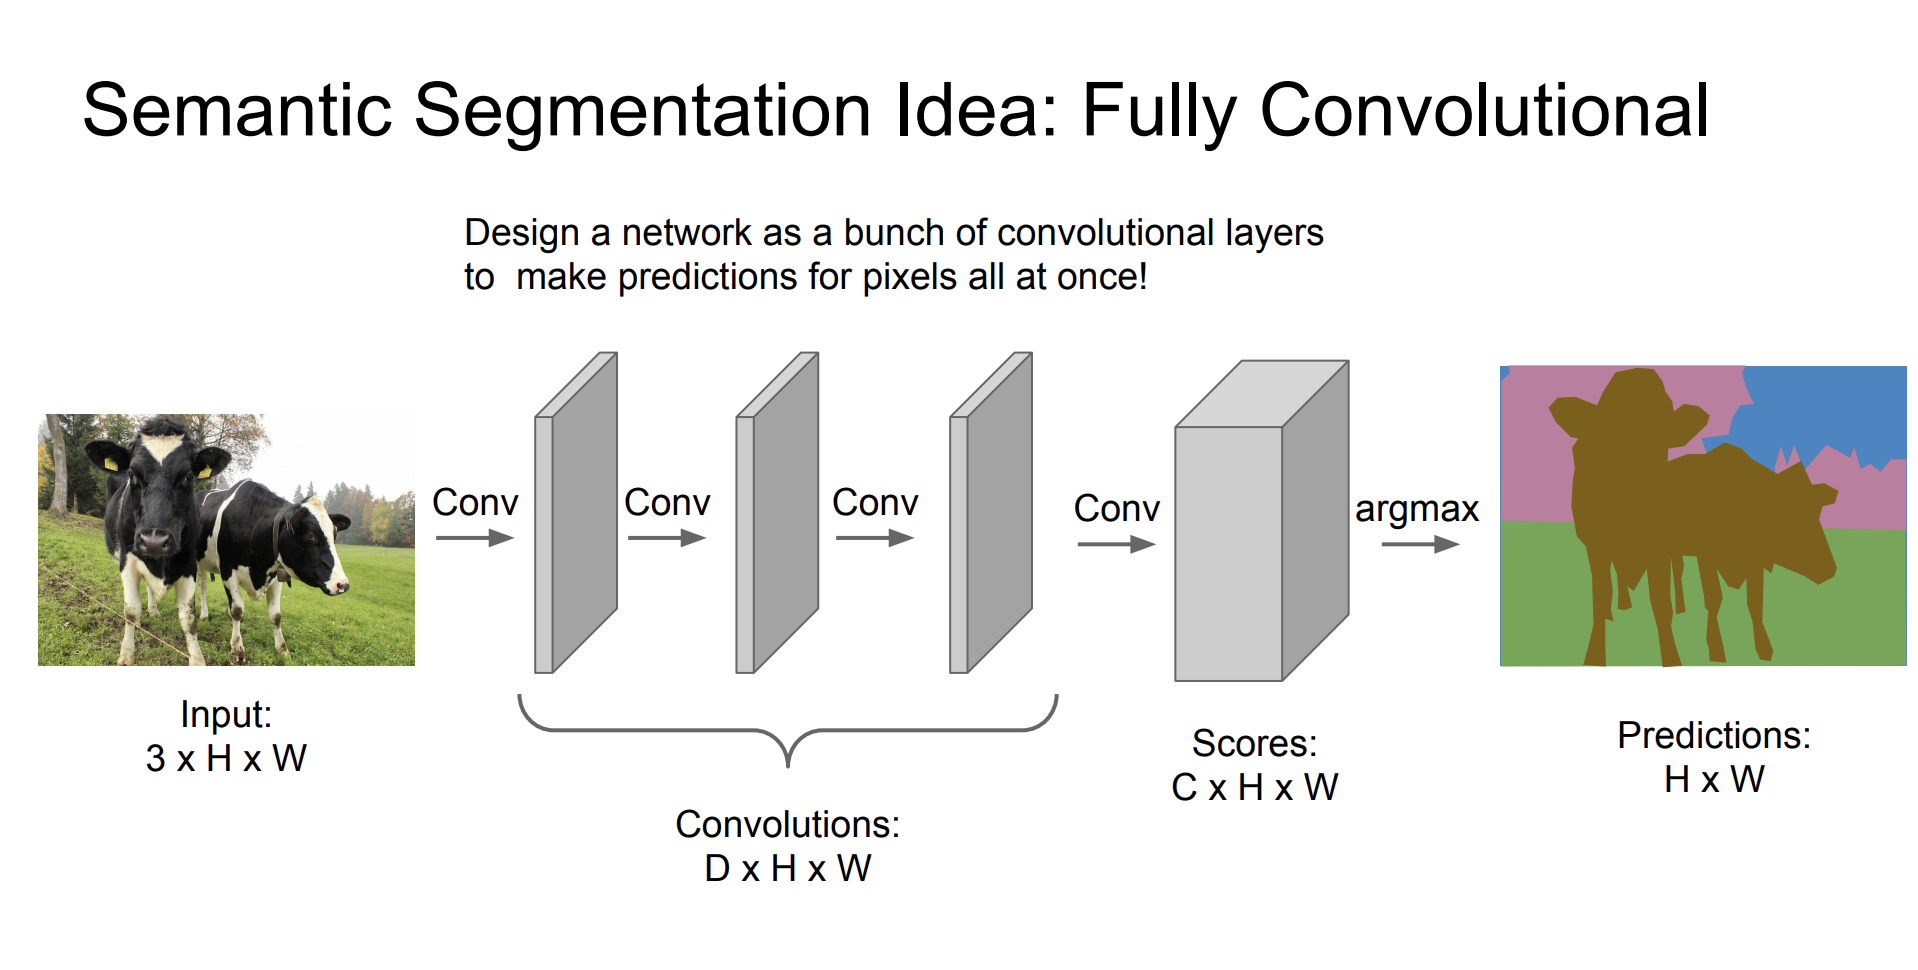 Semantic Segmentation Idea: Fully Convolutional
Design a network as a bunch of convolutional layers
to  make predictions for pixels all at once!
Conv
Conv
Conv
Conv
argmax
Input:
3 x H x W
Convolutions:
D x H x W
Scores:
C x H x W
Predictions:
H x W